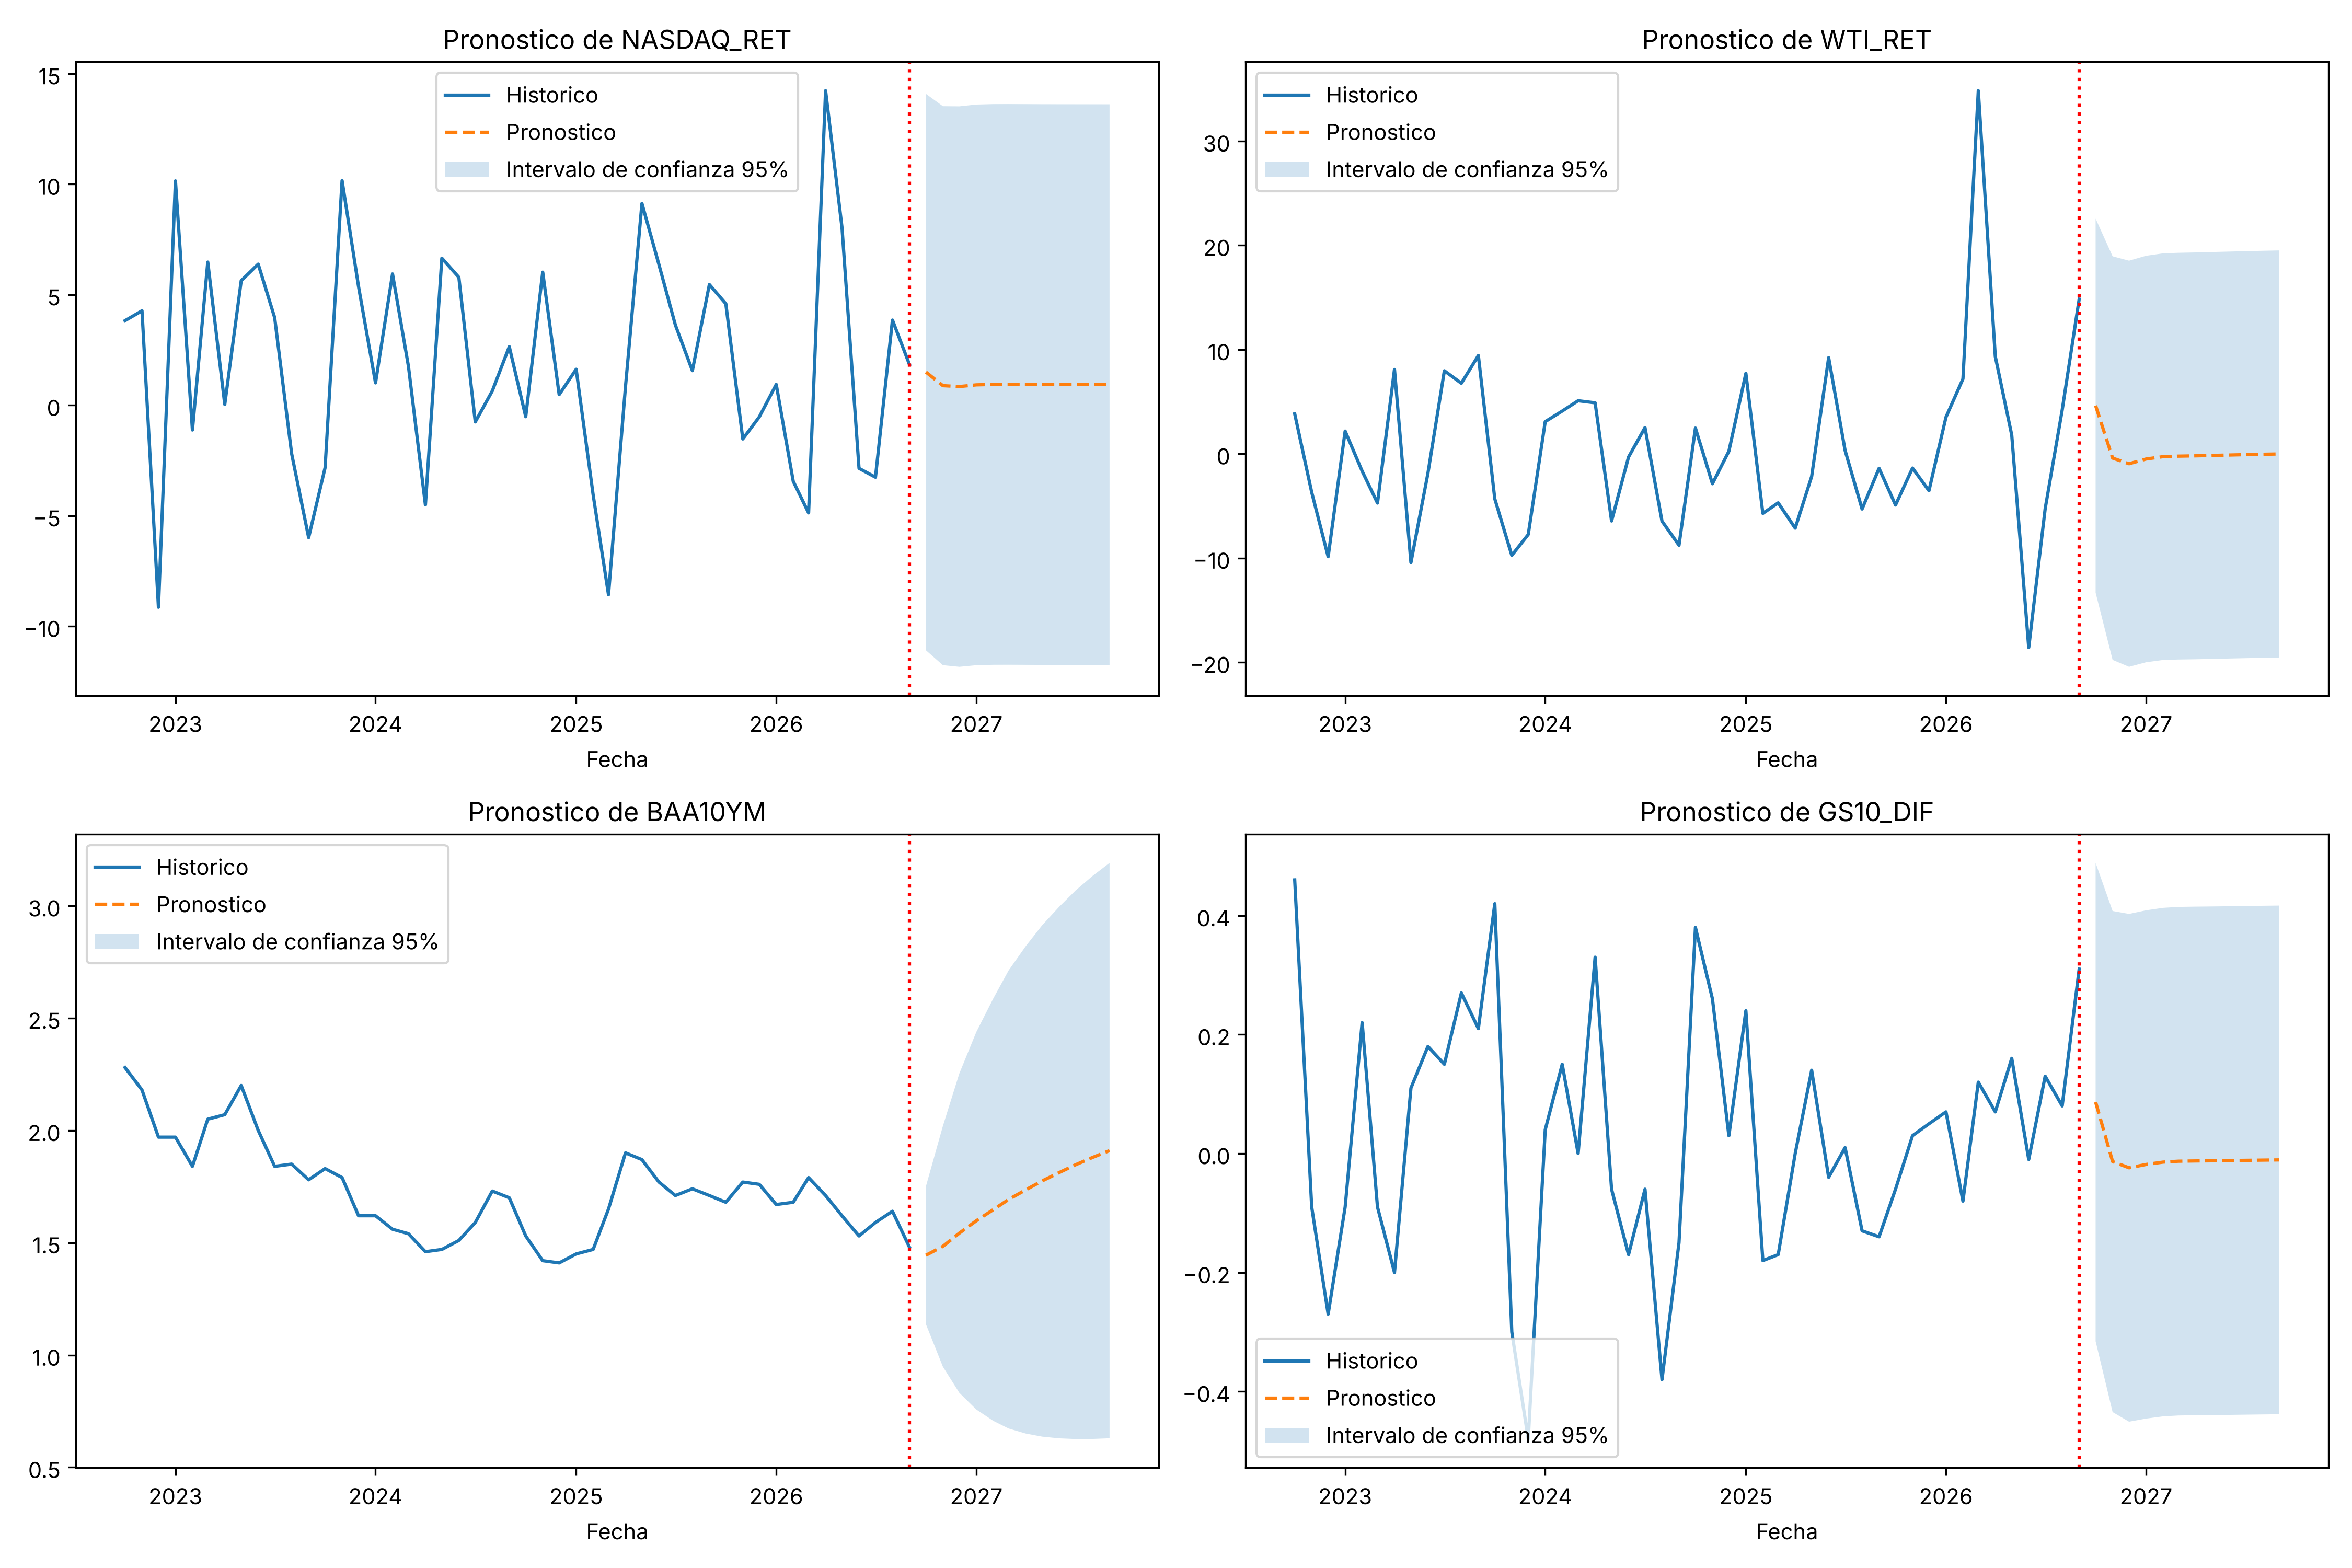 Pronostico de NASDAQ_RET
15
10
5
0
−5
−10
Historico
Pronostico
Intervalo de confianza 95%
2023
2024
2025
2026
2027
Fecha
Pronostico de WTI_RET
30
20
10
0
−10
−20
Historico
Pronostico
Intervalo de confianza 95%
2023
2024
2025
2026
2027
Fecha
Pronostico de BAA10YM
3.0
2.5
2.0
1.5
1.0
0.5
Historico
Pronostico
Intervalo de confianza 95%
2023
2024
2025
2026
2027
Fecha
Pronostico de GS10_DIF
0.4
0.2
0.0
−0.2
−0.4
Historico
Pronostico
Intervalo de confianza 95%
2023
2024
2025
2026
2027
Fecha